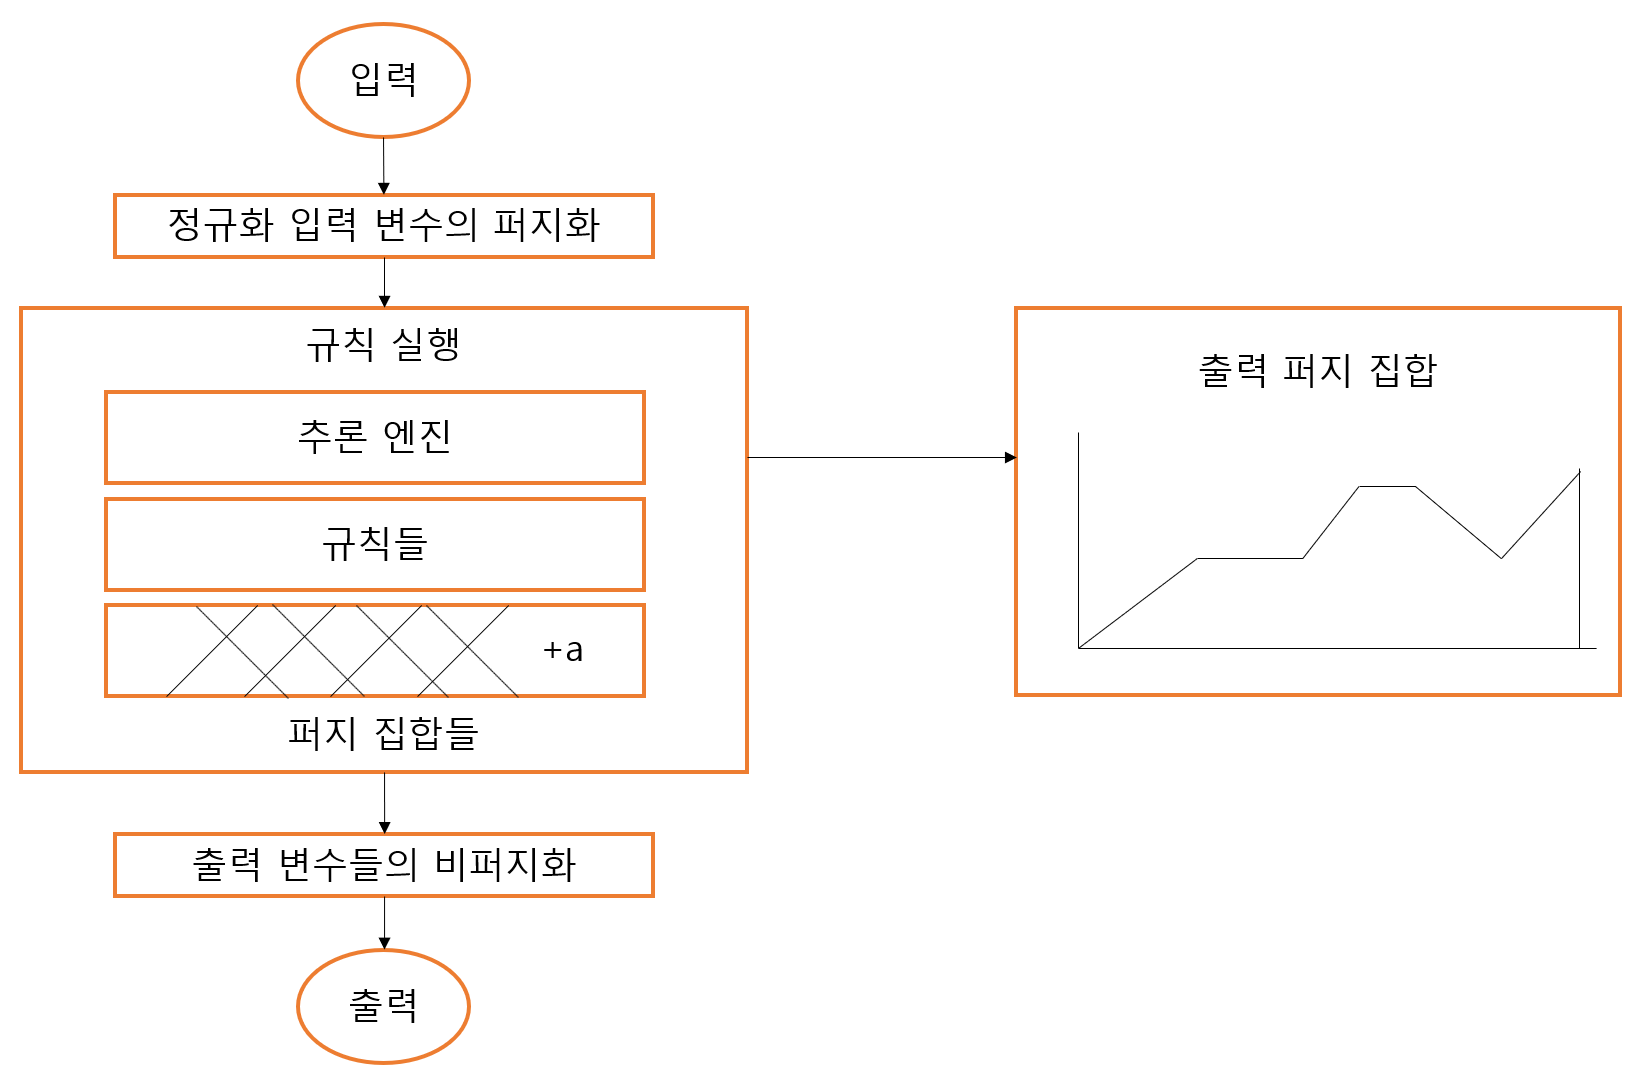 입력
정규화 입력 변수의 퍼지화
규칙 실행
추론 엔진
규칙들
+a
퍼지 집합들
출력 변수들의 비퍼지화
출력
출력 퍼지 집합